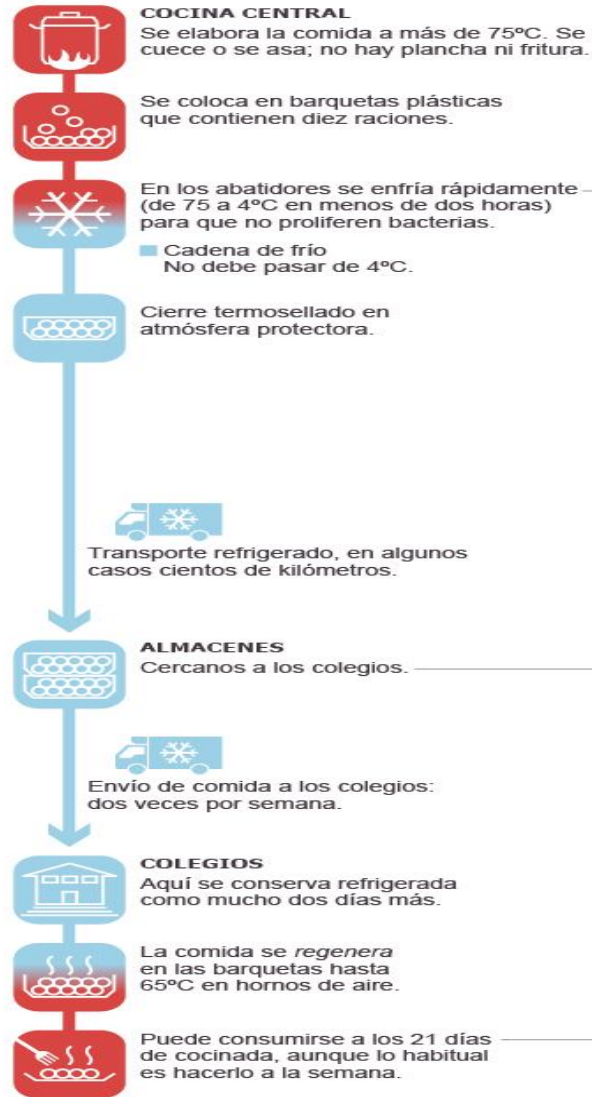 COCINA CENTRAL
Se elabora la comida a más de 75ºC. Se
cuece o se asa; no hay plancha ni fritura.
Se coloca en barquetas plásticas
que contienen diez raciones.
En los abatidores se enfría rápidamente
(de 75 a 4ºC en menos de dos horas)
para que no proliferen bacterias.
Cadena de frío
No debe pasar de 4ºC.
Cierre termosellado en
atmósfera protectora.
Transporte refrigerado, en algunos
casos cientos de kilómetros.
ALMACENES
Cercanos a los colegios.
Envío de comida a los colegios:
dos veces por semana.
COLEGIOS
Aquí se conserva refrigerada
como mucho dos días más.
La comida se regenera
en las barquetas hasta
65ºC en hornos de aire.
Puede consumirse a los 21 días
de cocinada, aunque lo habitual
es hacerlo a la semana.